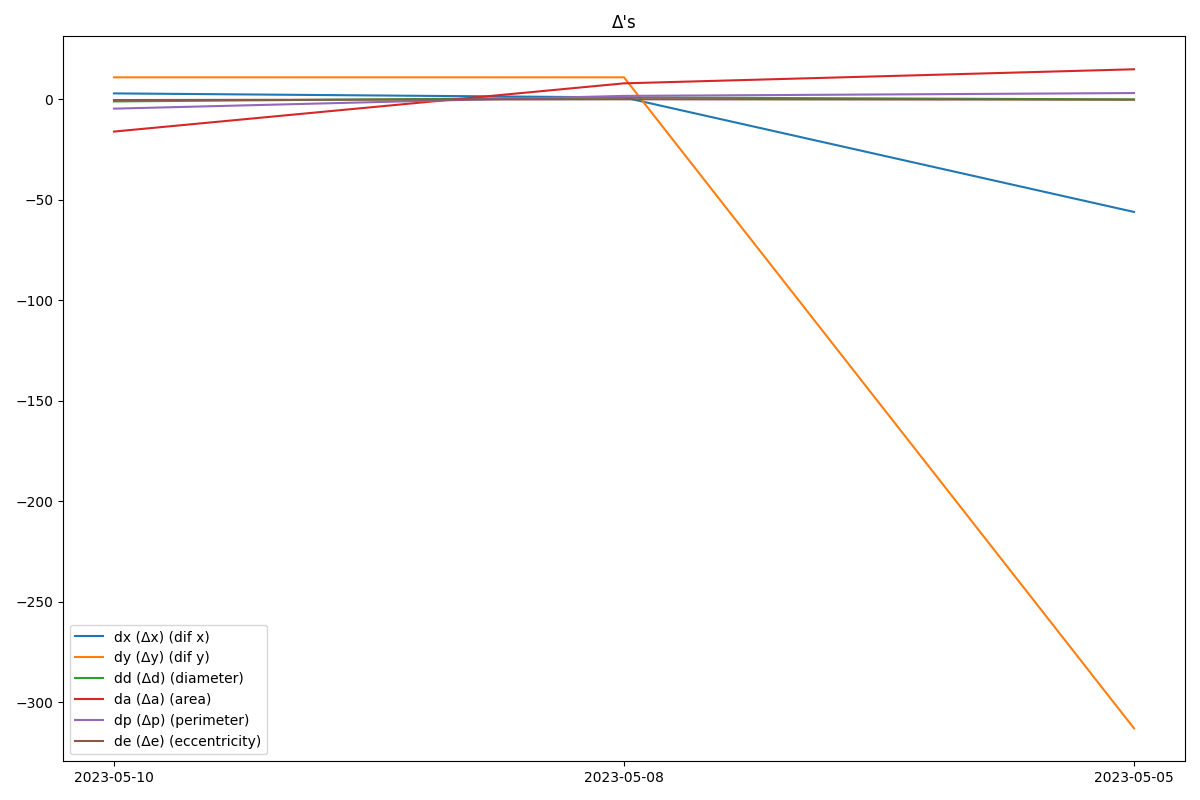 Δ's
0
−50
−100
−150
−200
−250
−300
dx (Δx) (dif x)
dy (Δy) (dif y)
dd (Δd) (diameter)
da (Δa) (area)
dp (Δp) (perimeter)
de (Δe) (eccentricity)
2023-05-10
2023-05-08
2023-05-05